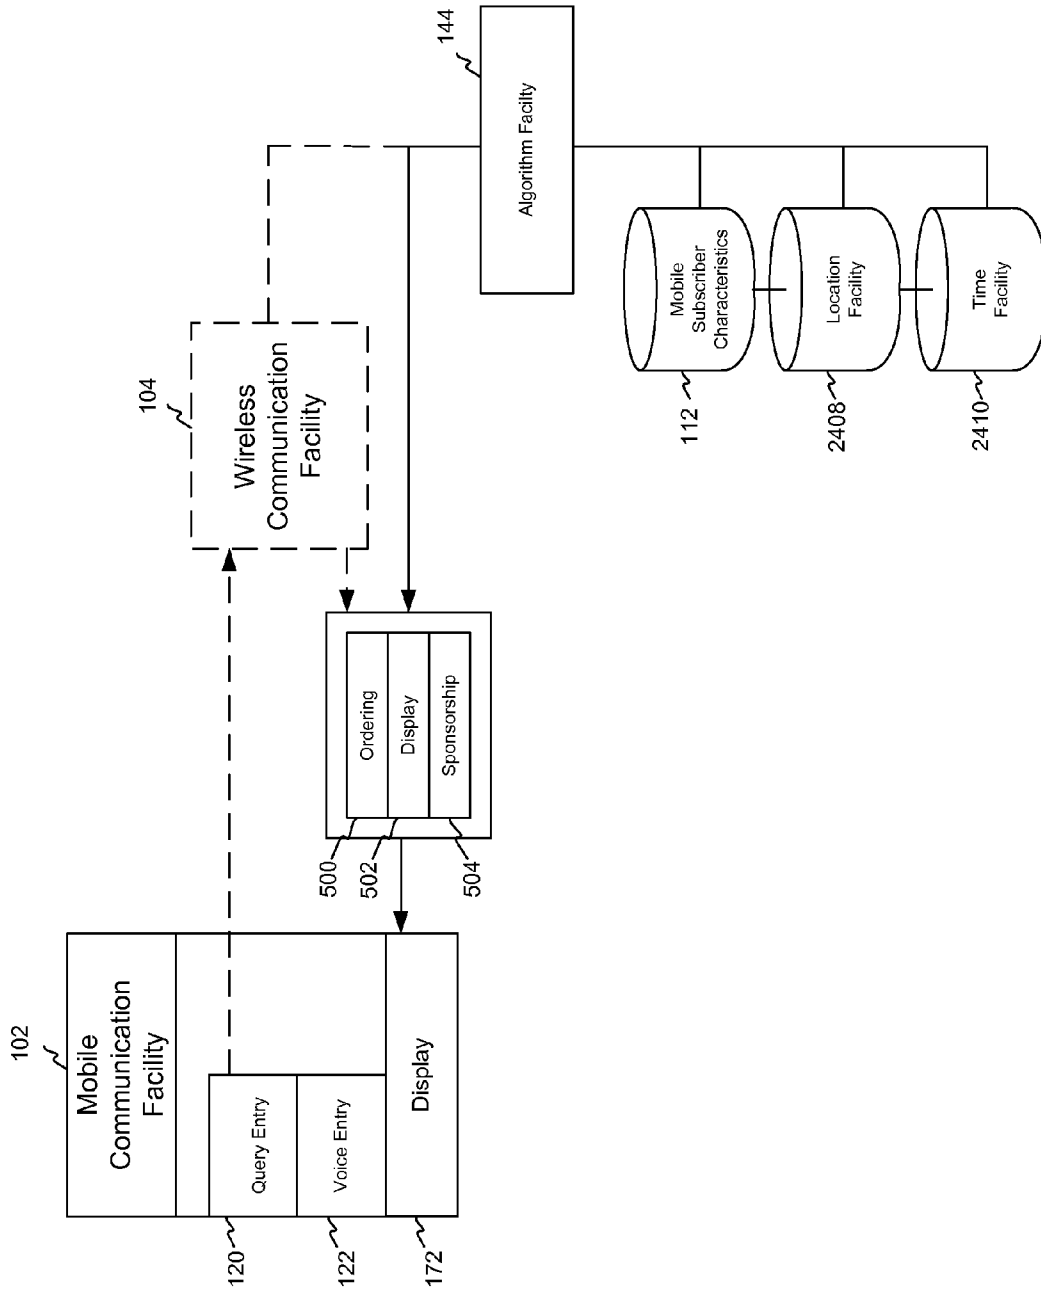 102
Mobile
Communication
Facility
120
Query Entry
122
Voice Entry
172
Display
500
Ordering
502
Display
504
Sponsorship
104
Wireless
Communication
Facility
144
Algorithm Facilty
112
Mobile
Subscriber
Characteristics
2408
Location
Facility
2410
Time
Facility